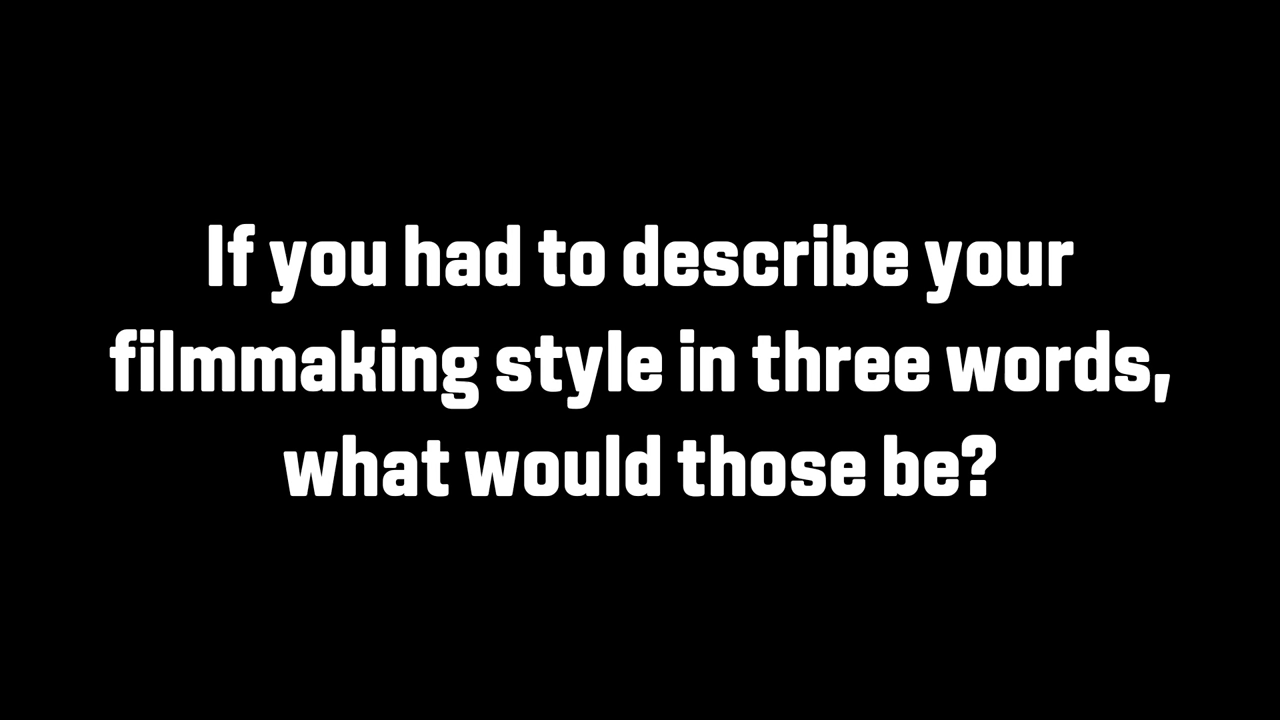 If you had to describe your
filmmaking style in three words,
what would those be?